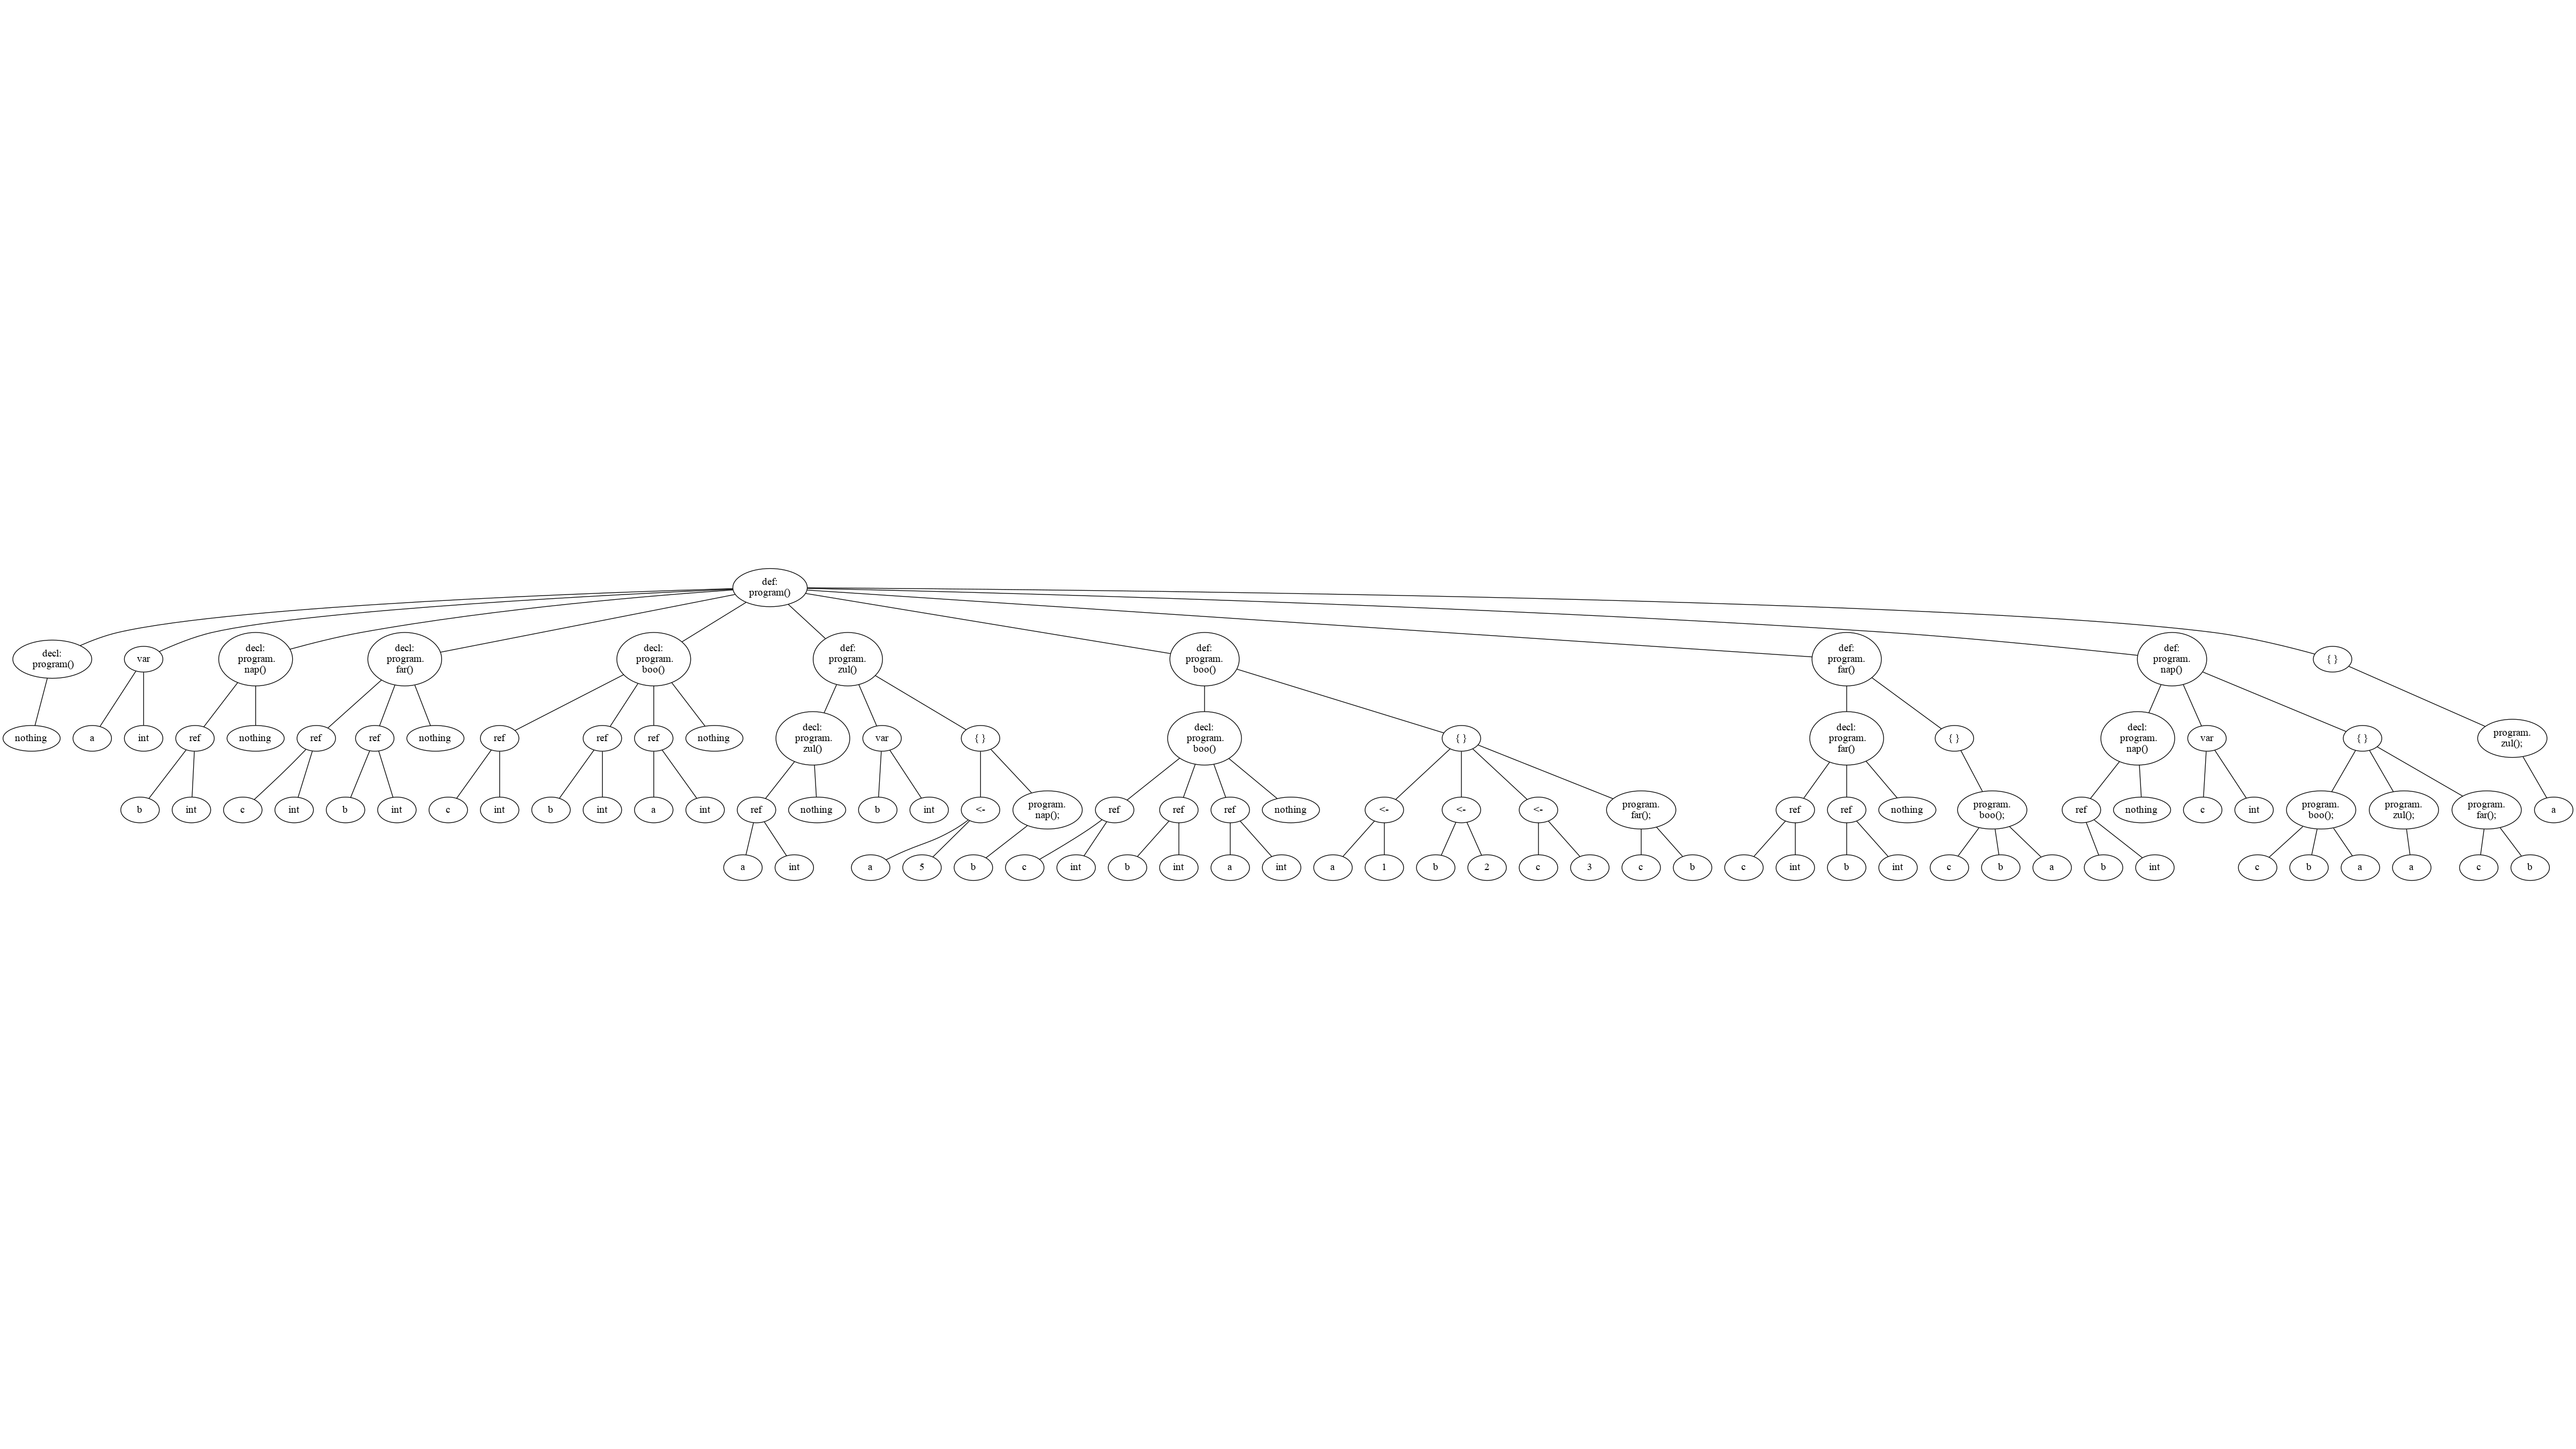 def:
program()
decl:
program()
var
decl:
program.
nap()
decl:
program.
far()
decl:
program.
boo()
def:
program.
zul()
def:
program.
boo()
def:
program.
far()
def:
program.
nap()
{ }
nothing
a
int
ref
nothing
ref
ref
nothing
ref
ref
ref
nothing
decl:
program.
zul()
var
{ }
decl:
program.
boo()
{ }
decl:
program.
far()
{ }
decl:
program.
nap()
var
{ }
program.
zul();
b
int
c
int
b
int
c
int
b
int
a
int
ref
nothing
b
int
<-
program.
nap();
ref
ref
ref
nothing
<-
<-
<-
program.
far();
ref
ref
nothing
program.
boo();
ref
nothing
c
int
program.
boo();
program.
zul();
program.
far();
a
a
int
a
5
b
c
int
b
int
a
int
a
1
b
2
c
3
c
b
c
int
b
int
c
b
a
b
int
c
b
a
a
c
b